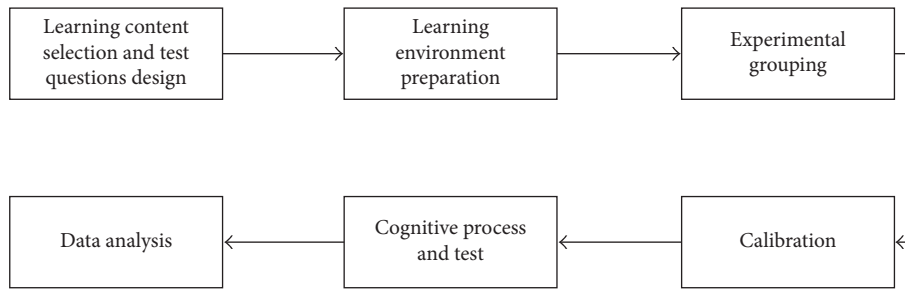 Learning content
selection and test
questions design
Learning
environment
preparation
Experimental
grouping
Data analysis
Cognitive process
and test
Calibration